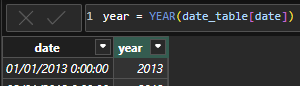 1 year = YEAR(date_table[date])
date year
01/01/2013 0:00:00 2013